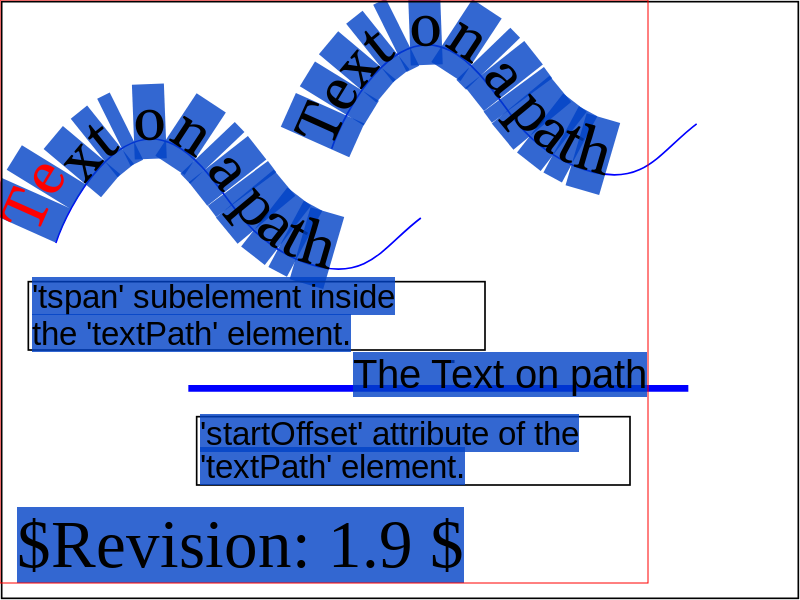 Text on a path
Text on a path
'tspan' subelement inside
the 'textPath' element.
The Text on path
'startOffset' attribute of the
'textPath' element.
$Revision: 1.9 $